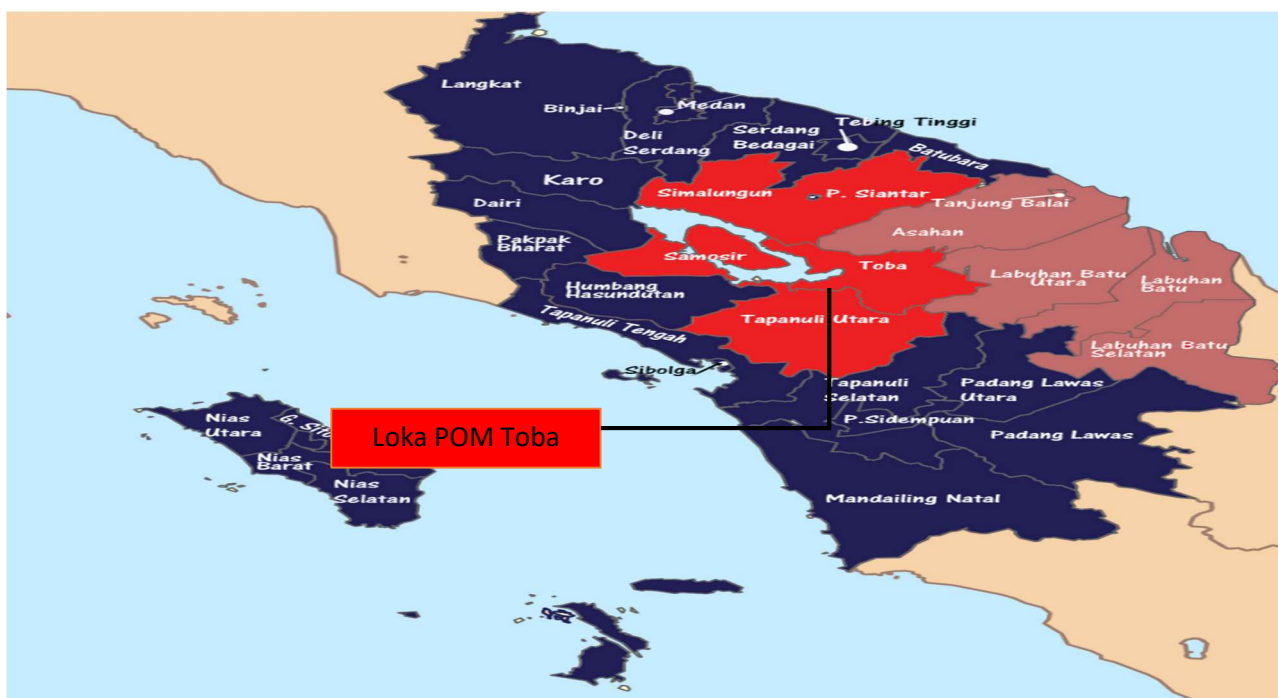 Langkat
Binjai
Medan
Deli
Serdang
Serdang
Bedagai
Tebing Tinggi
Batubara
Karo
Simalungun
P. Siantar
Tanjung Balai
Dairi
Asahan
Pakpak
Bharat
Samosir
Toba
Labuhan Batu
Utara
Labuhan
Batu
Humbang
Hasundutan
Tapanuli Utara
Tapanuli Tengah
Labuhan Batu
Selatan
Sibolga
Tapanuli
Selatan
Padang Lawas
Utara
P.Sidempuan
Padang Lawas
Nias
Utara
G. Sito
Loka POM Toba
Nias
Barat
Nias
Selatan
Mandailing Natal